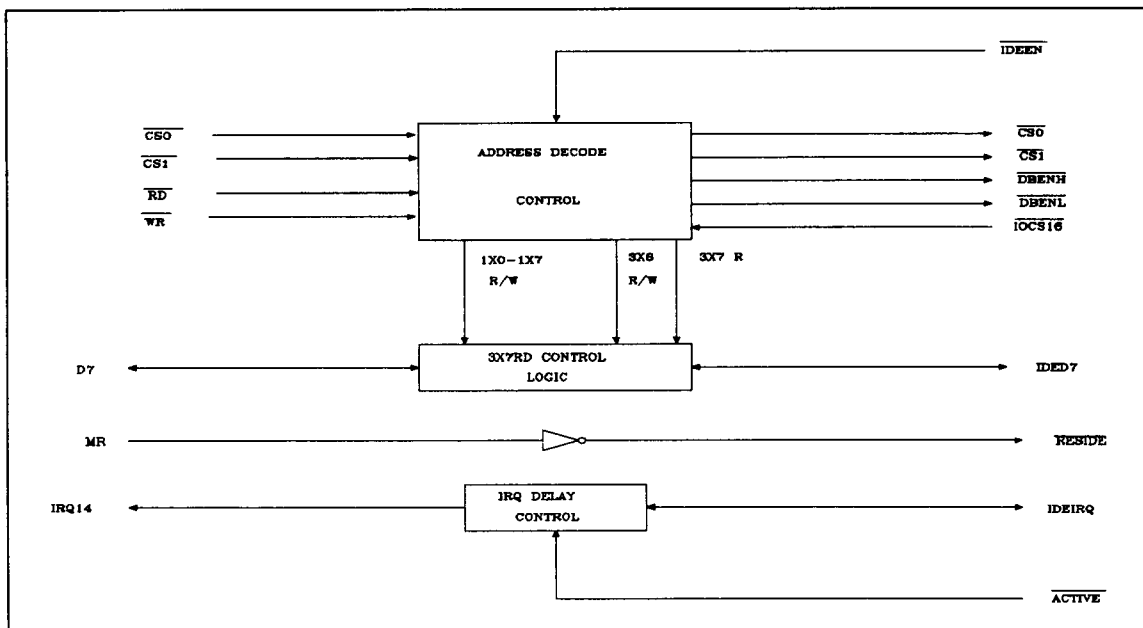 IDEEN
CS0
CS1
RD
WR
ADDRESS DECODE
CONTROL
CS0
CS1
DBENH
DBENL
IOCS16
1X0-1X7
R/W
3X6
R/W
3X7 R
D7
3X7RD CONTROL
LOGIC
IDED7
MR
RESIDE
IRQ14
IRQ DELAY
CONTROL
IDEIRQ
ACTIVE